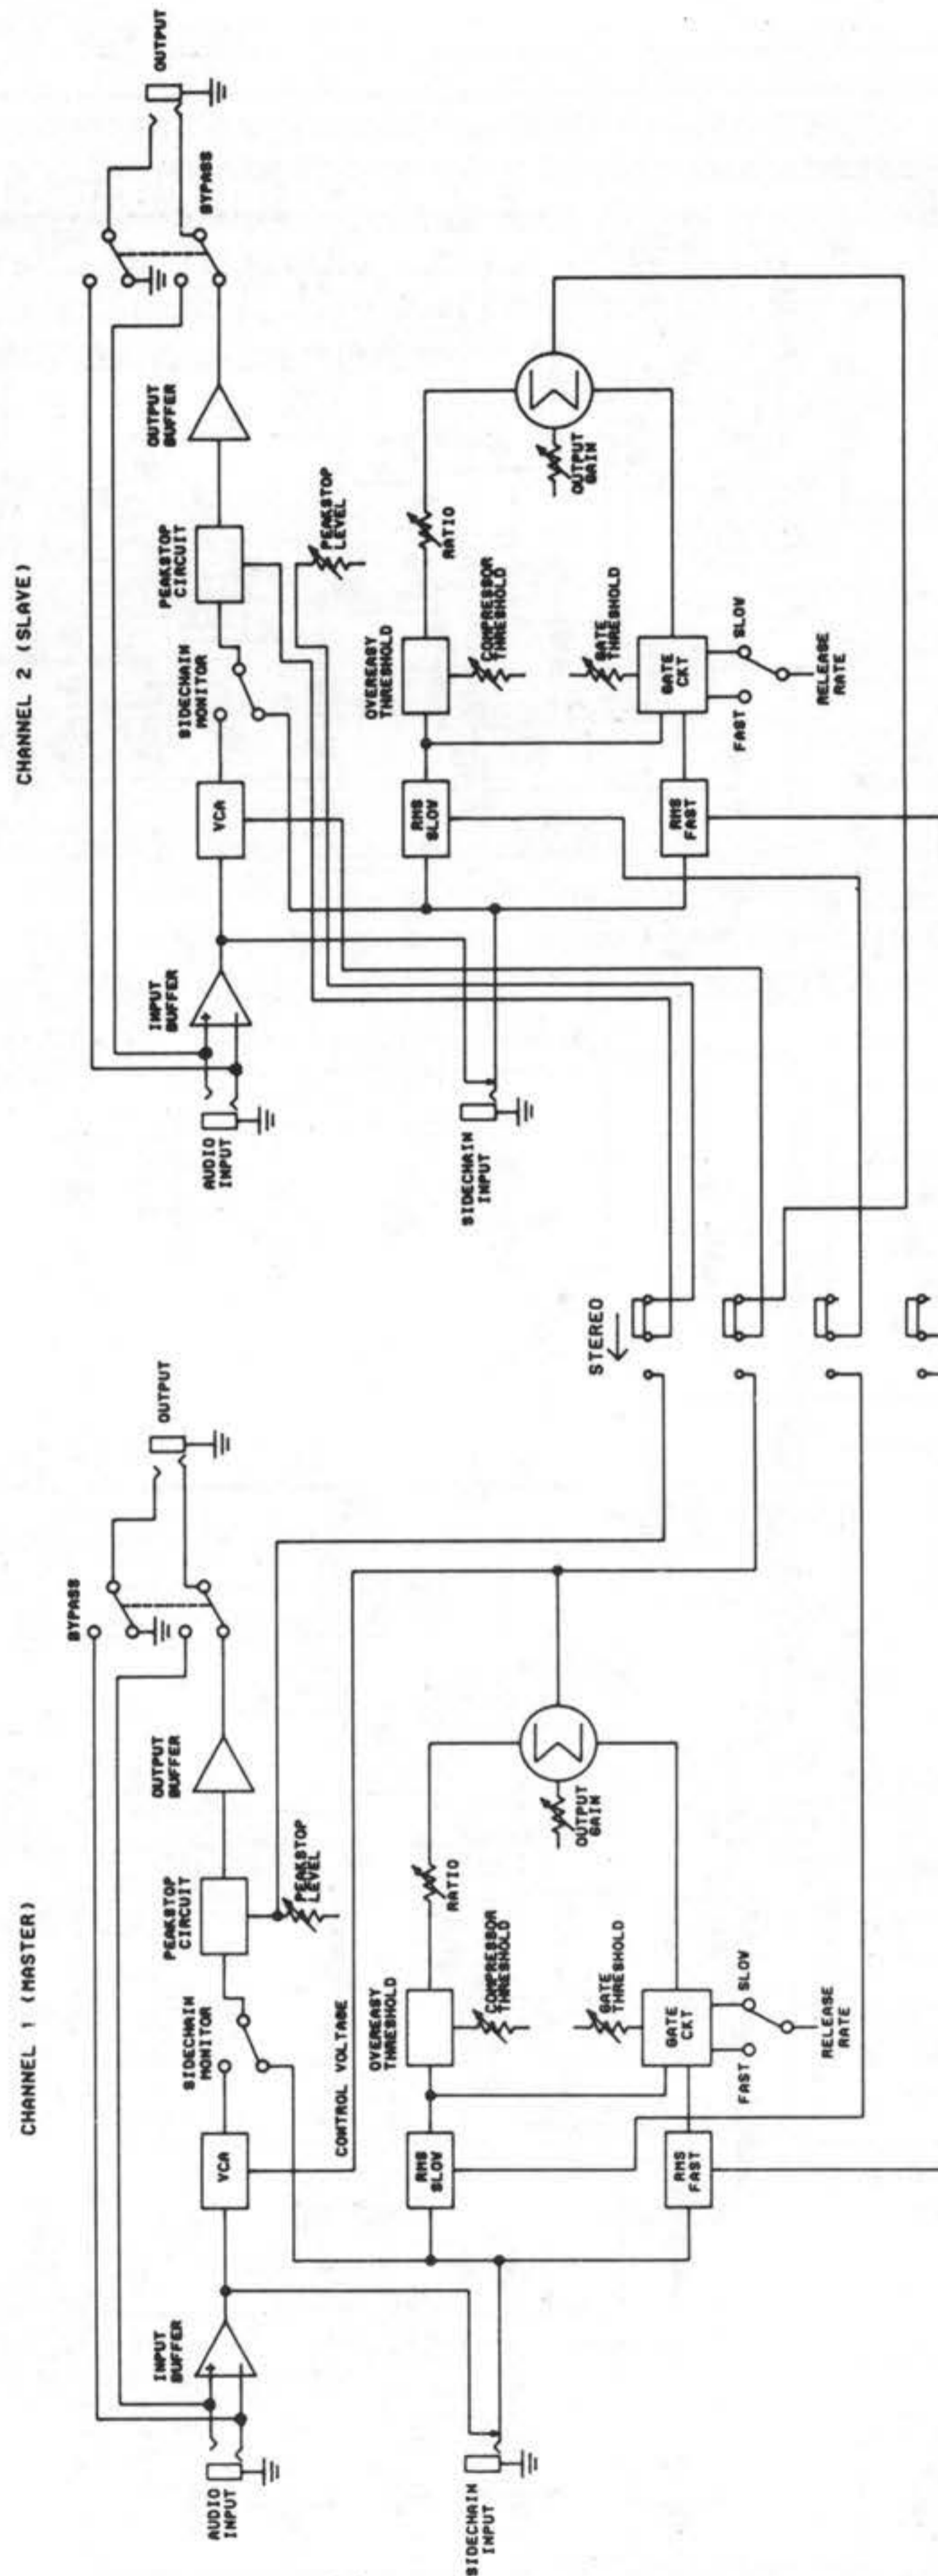 CHANNEL 1 (MASTER)
BYPASS
OUTPUT
INPUT
BUFFER
VCA
SIDECHAIN
MONITOR
PEAKSTOP
CIRCUIT
OUTPUT
BUFFER
AUDIO
INPUT
PEAKSTOP
LEVEL
CONTROL VOLTAGE
OVEREASY
THRESHOLD
RATIO
RMS
SLOW
COMPRESSOR
THRESHOLD
SIDECHAIN
INPUT
OUTPUT
GAIN
GATE
THRESHOLD
RMS
FAST
GATE
CKT
FAST
SLOW
RELEASE
RATE
STEREO
CHANNEL 2 (SLAVE)
OUTPUT
BYPASS
INPUT
BUFFER
VCA
SIDECHAIN
MONITOR
PEAKSTOP
CIRCUIT
OUTPUT
BUFFER
AUDIO
INPUT
PEAKSTOP
LEVEL
OVEREASY
THRESHOLD
RATIO
RMS
SLOW
COMPRESSOR
THRESHOLD
SIDECHAIN
INPUT
OUTPUT
GAIN
GATE
THRESHOLD
RMS
FAST
GATE
CKT
FAST
SLOW
RELEASE
RATE